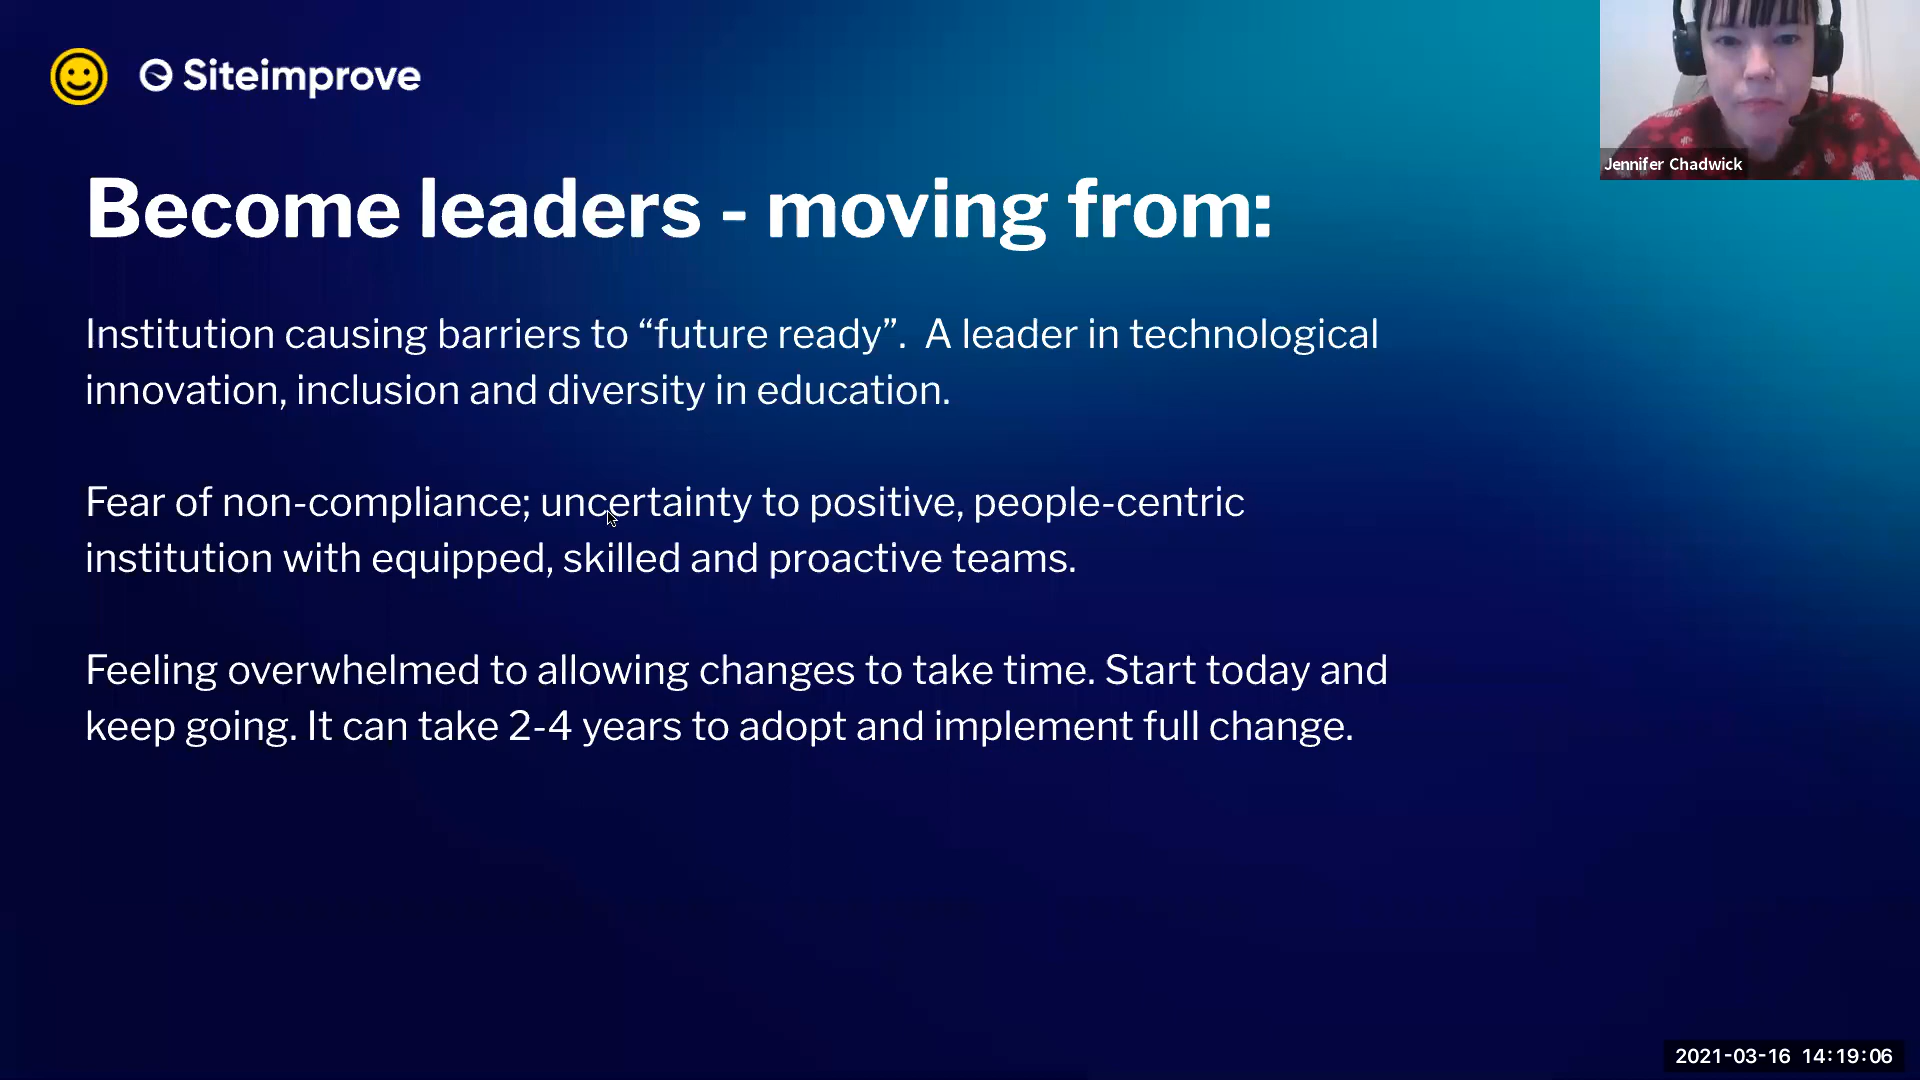 Siteimprove
Jennifer Chadwick
Become leaders - moving from:
Institution causing barriers to “future ready”.  A leader in technological
innovation, inclusion and diversity in education.
Fear of non-compliance; uncertainty to positive, people-centric
institution with equipped, skilled and proactive teams.
Feeling overwhelmed to allowing changes to take time. Start today and
keep going. It can take 2-4 years to adopt and implement full change.
2021-03-16 14:19:06